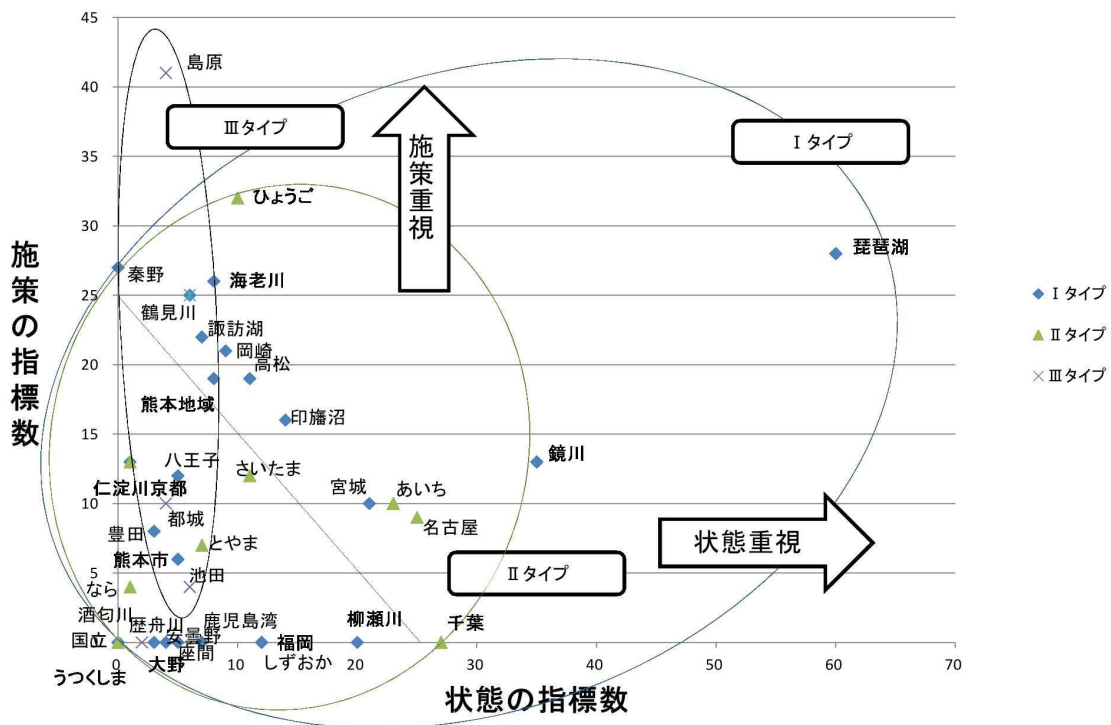 45
40
35
30
25
20
15
10
5
0
施策の指標数
島原
Ⅲタイプ
施策重視
Ⅰタイプ
ひょうご
琵琶湖
秦野
海老川
鶴見川
諏訪湖
岡崎
高松
熊本地域
印旛沼
鏡川
八王子
さいたま
仁淀川京都
宮城
あいち
豊田
都城
とやま
名古屋
状態重視
熊本市
池田
Ⅱタイプ
なら
酒匂川
歴舟川
鹿児島湾
柳瀬川
千葉
国立
安曇野
福岡
大野
座間
しずおか
うつくしま
0 10 20 30 40 50 60 70
状態の指標数
Ⅰタイプ
Ⅱタイプ
Ⅲタイプ